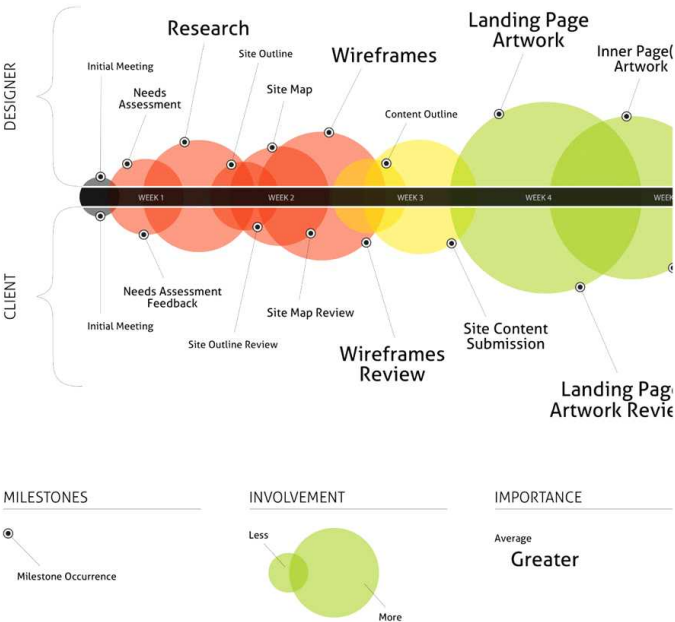 DESIGNER
Initial Meeting
Needs
Assessment
Research
Site Outline
Site Map
Wireframes
Content Outline
Landing Page
Artwork
Inner Page(
Artwork
WEEK 1
WEEK 2
WEEK 3
WEEK 4
WEEK
CLIENT
Initial Meeting
Needs Assessment
Feedback
Site Outline Review
Site Map Review
Wireframes
Review
Site Content
Submission
Landing Pag
Artwork Revie
MILESTONES
Milestone Occurrence
INVOLVEMENT
Less
More
IMPORTANCE
Average
Greater